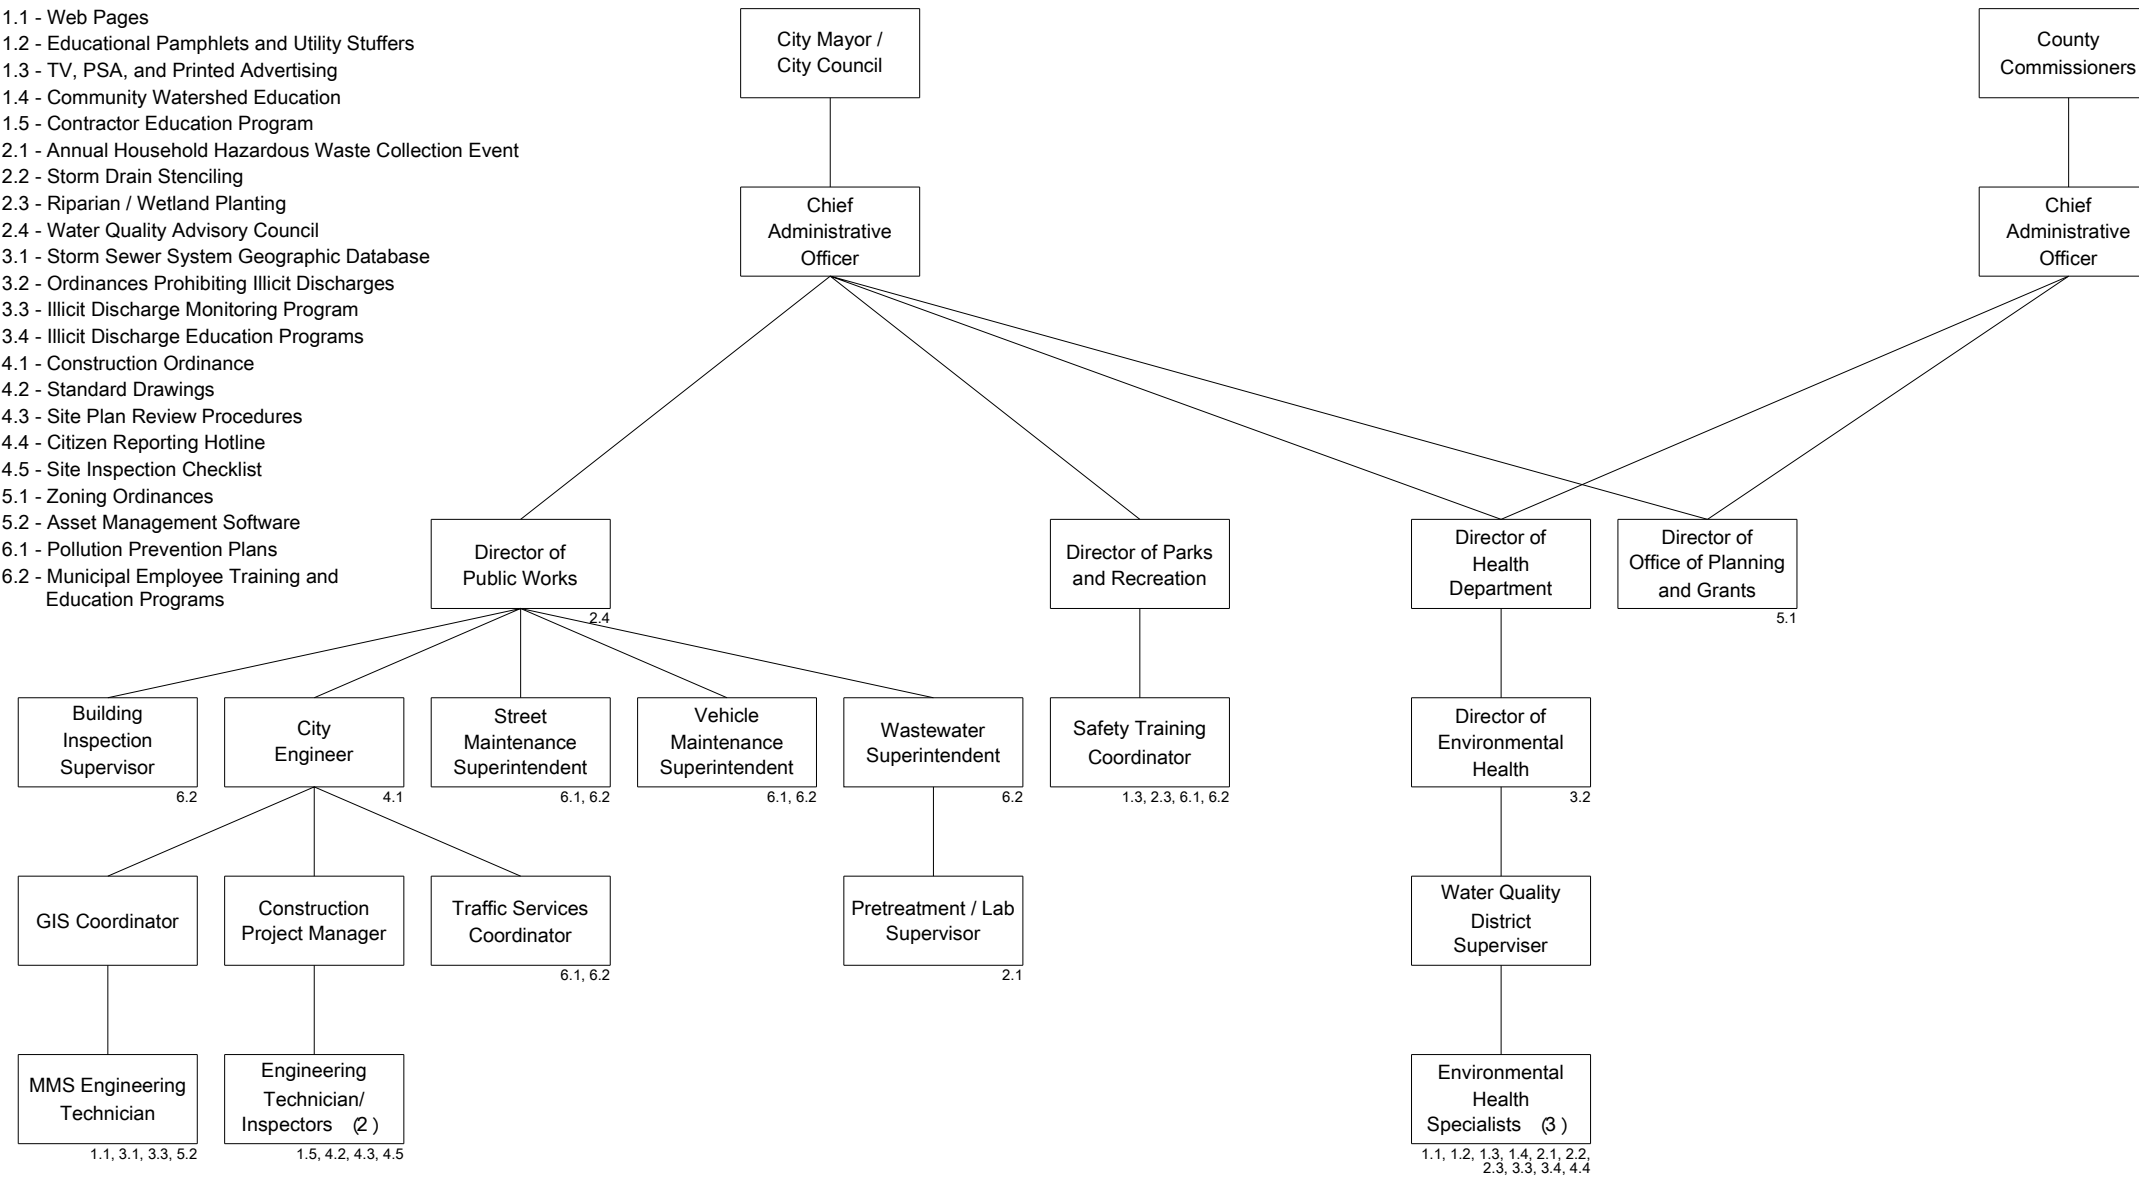 1.1 - Web Pages
1.2 - Educational Pamphlets and Utility Stuffers
1.3 - TV, PSA, and Printed Advertising
1.4 - Community Watershed Education
1.5 - Contractor Education Program
2.1 - Annual Household Hazardous Waste Collection Event
2.2 - Storm Drain Stenciling
2.3 - Riparian / Wetland Planting
2.4 - Water Quality Advisory Council
3.1 - Storm Sewer System Geographic Database
3.2 - Ordinances Prohibiting Illicit Discharges
3.3 - Illicit Discharge Monitoring Program
3.4 - Illicit Discharge Education Programs
4.1 - Construction Ordinance
4.2 - Standard Drawings
4.3 - Site Plan Review Procedures
4.4 - Citizen Reporting Hotline
4.5 - Site Inspection Checklist
5.1 - Zoning Ordinances
5.2 - Asset Management Software
6.1 - Pollution Prevention Plans
6.2 - Municipal Employee Training and
Education Programs
City Mayor /
City Council
County
Commissioners
Chief
Administrative
Officer
Chief
Administrative
Officer
Director of
Public Works
2.4
Director of Parks
and Recreation
Director of
Health
Department
Director of
Office of Planning
and Grants
5.1
Building
Inspection
Supervisor
6.2
City
Engineer
4.1
Street
Maintenance
Superintendent
6.1, 6.2
Vehicle
Maintenance
Superintendent
6.1, 6.2
Wastewater
Superintendent
6.2
Safety Training
Coordinator
1.3, 2.3, 6.1, 6.2
Director of
Environmental
Health
3.2
GIS Coordinator
Construction
Project Manager
Traffic Services
Coordinator
6.1, 6.2
Pretreatment / Lab
Supervisor
2.1
Water Quality
District
Superviser
MMS Engineering
Technician
1.1, 3.1, 3.3, 5.2
Engineering
Technician/
Inspectors (2 )
1.5, 4.2, 4.3, 4.5
Environmental
Health
Specialists (3 )
1.1, 1.2, 1.3, 1.4, 2.1, 2.2,
2.3, 3.3, 3.4, 4.4